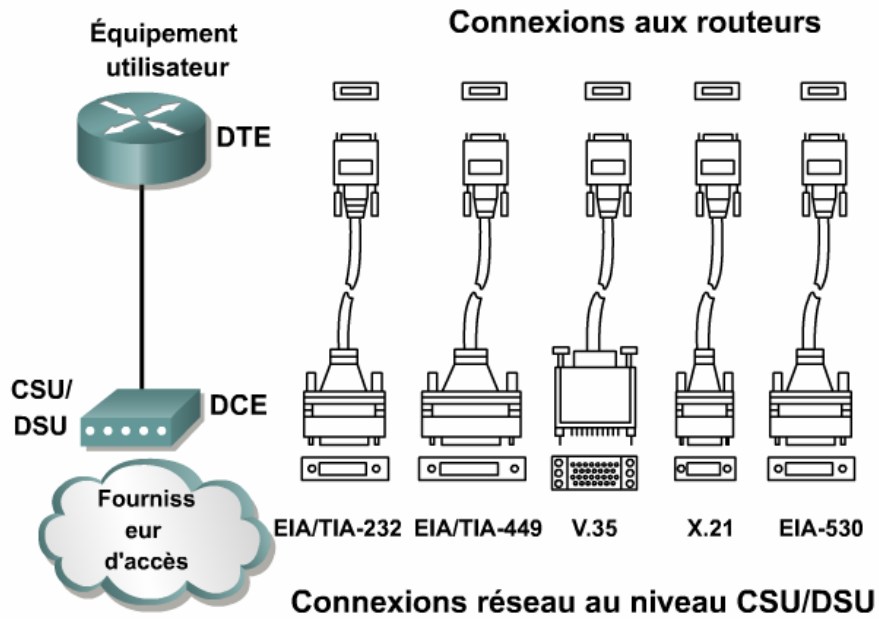 Connexions aux routeurs
Équipement
utilisateur
DTE
CSU/
DSU
DCE
Fourniss
eur
d'accès
EIA/TIA-232 EIA/TIA-449 V.35 X.21 EIA-530
Connexions réseau au niveau CSU/DSU